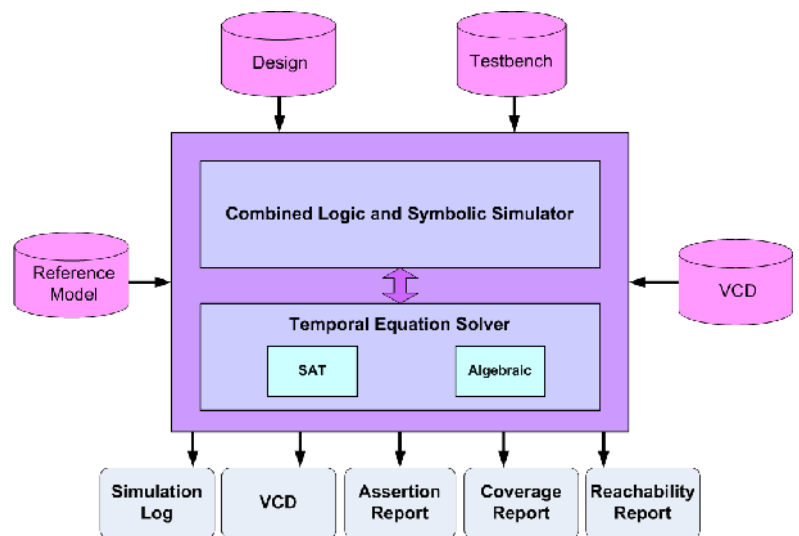 Design
Testbench
Combined Logic and Symbolic Simulator
Reference
Model
VCD
Temporal Equation Solver
SAT
Algebraic
Simulation
Log
VCD
Assertion
Report
Coverage
Report
Reachability
Report